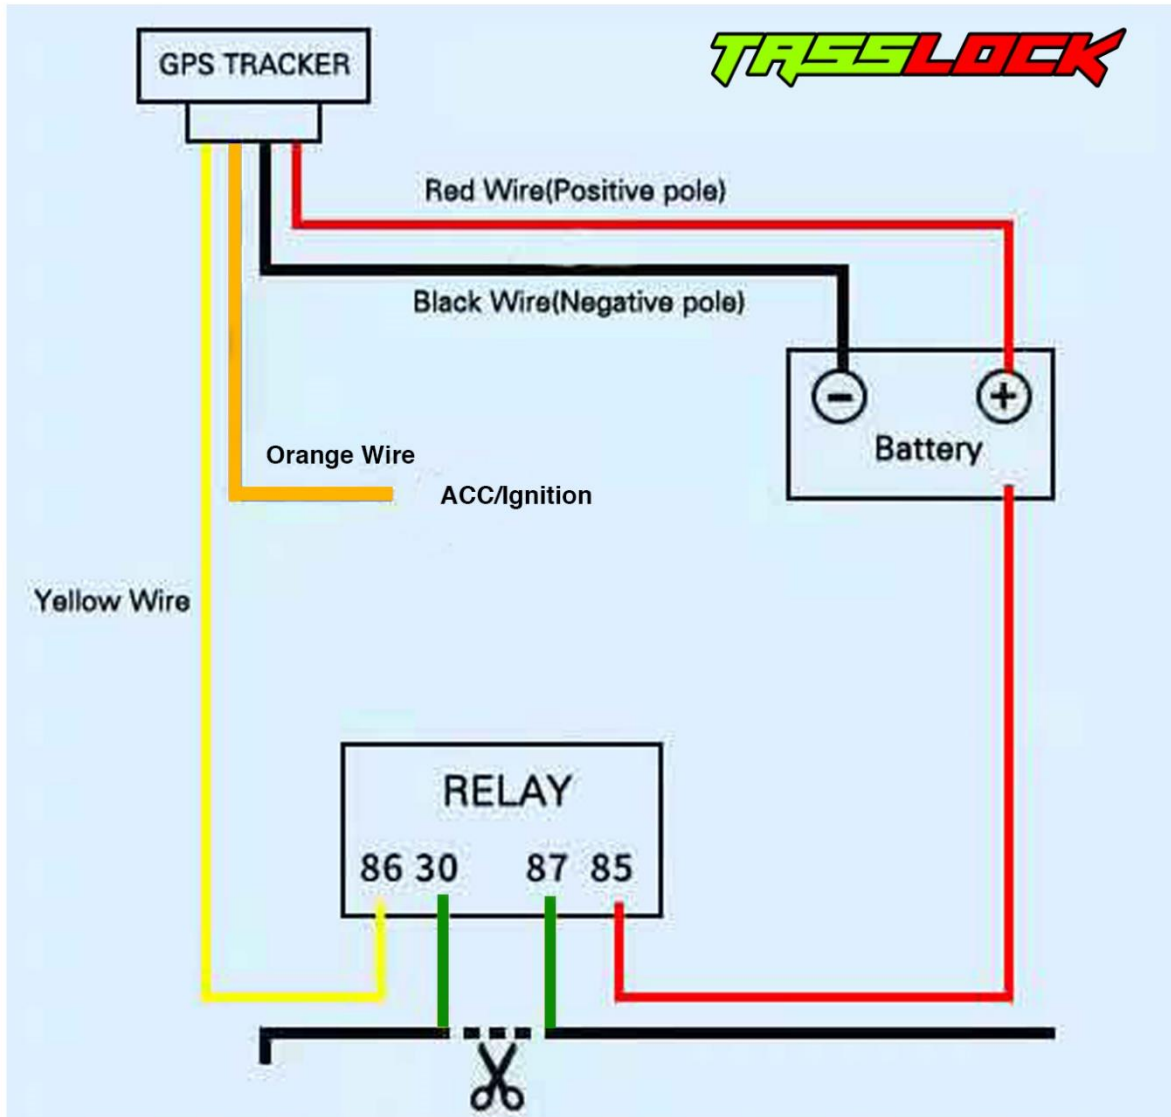 GPS TRACKER
TASSLOCK
Red Wire(Positive pole)
Black Wire(Negative pole)
- +
Battery
Orange Wire
ACC/Ignition
Yellow Wire
RELAY
86 30 87 85